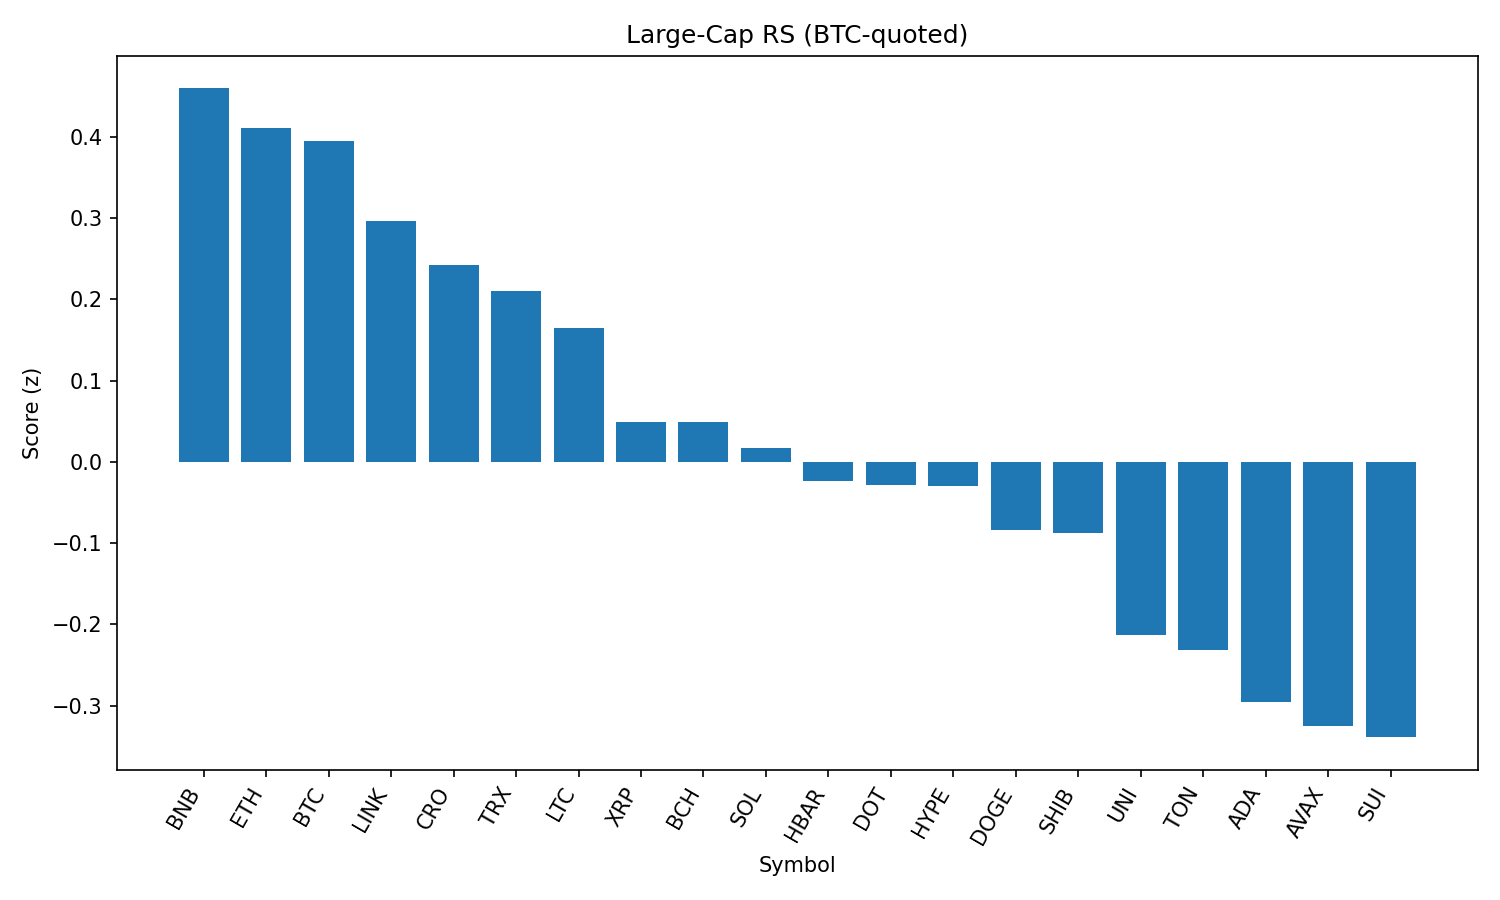 Large-Cap RS (BTC-quoted)
Score (z)
0.4
0.3
0.2
0.1
0.0
−0.1
−0.2
−0.3
BNB
ETH
BTC
LINK
CRO
TRX
LTC
XRP
BCH
SOL
HBAR
DOT
HYPE
DOGE
SHIB
UNI
TON
ADA
AVAX
SUI
Symbol